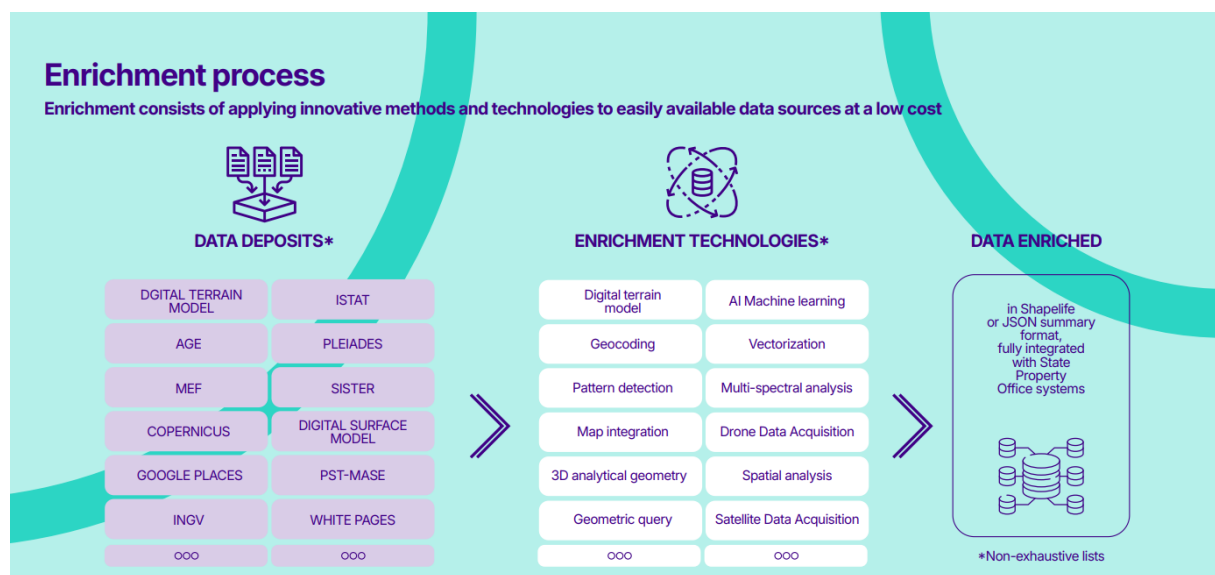 Enrichment process
Enrichment consists of applying innovative methods and technologies to easily available data sources at a low cost
DATA DEPOSITS*
DGITAL TERRAIN
MODEL
ISTAT
AGE
PLEIADES
MEF
SISTER
COPERNICUS
DIGITAL SURFACE
MODEL
GOOGLE PLACES
PST-MASE
INGV
WHITE PAGES
ooo
ooo
ENRICHMENT TECHNOLOGIES*
Digital terrain
model
AI Machine learning
Geocoding
Vectorization
Pattern detection
Multi-spectral analysis
Map integration
Drone Data Acquisition
3D analytical geometry
Spatial analysis
Geometric query
Satellite Data Acquisition
ooo
ooo
DATA ENRICHED
in Shapelife
or JSON summary
format,
fully integrated
with State
Property
Office systems
*Non-exhaustive lists